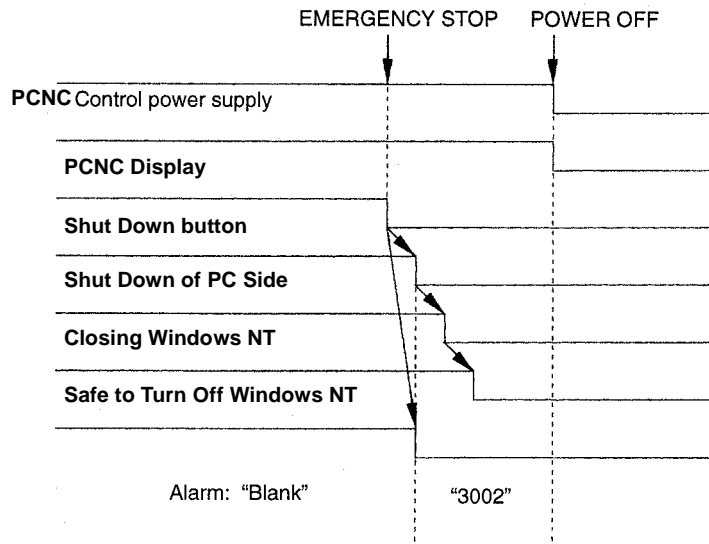 EMERGENCY STOP POWER OFF
PCNC Control power supply
PCNC Display
Shut Down button
Shut Down of PC Side
Closing Windows NT
Safe to Turn Off Windows NT
Alarm: “Blank” “3002”